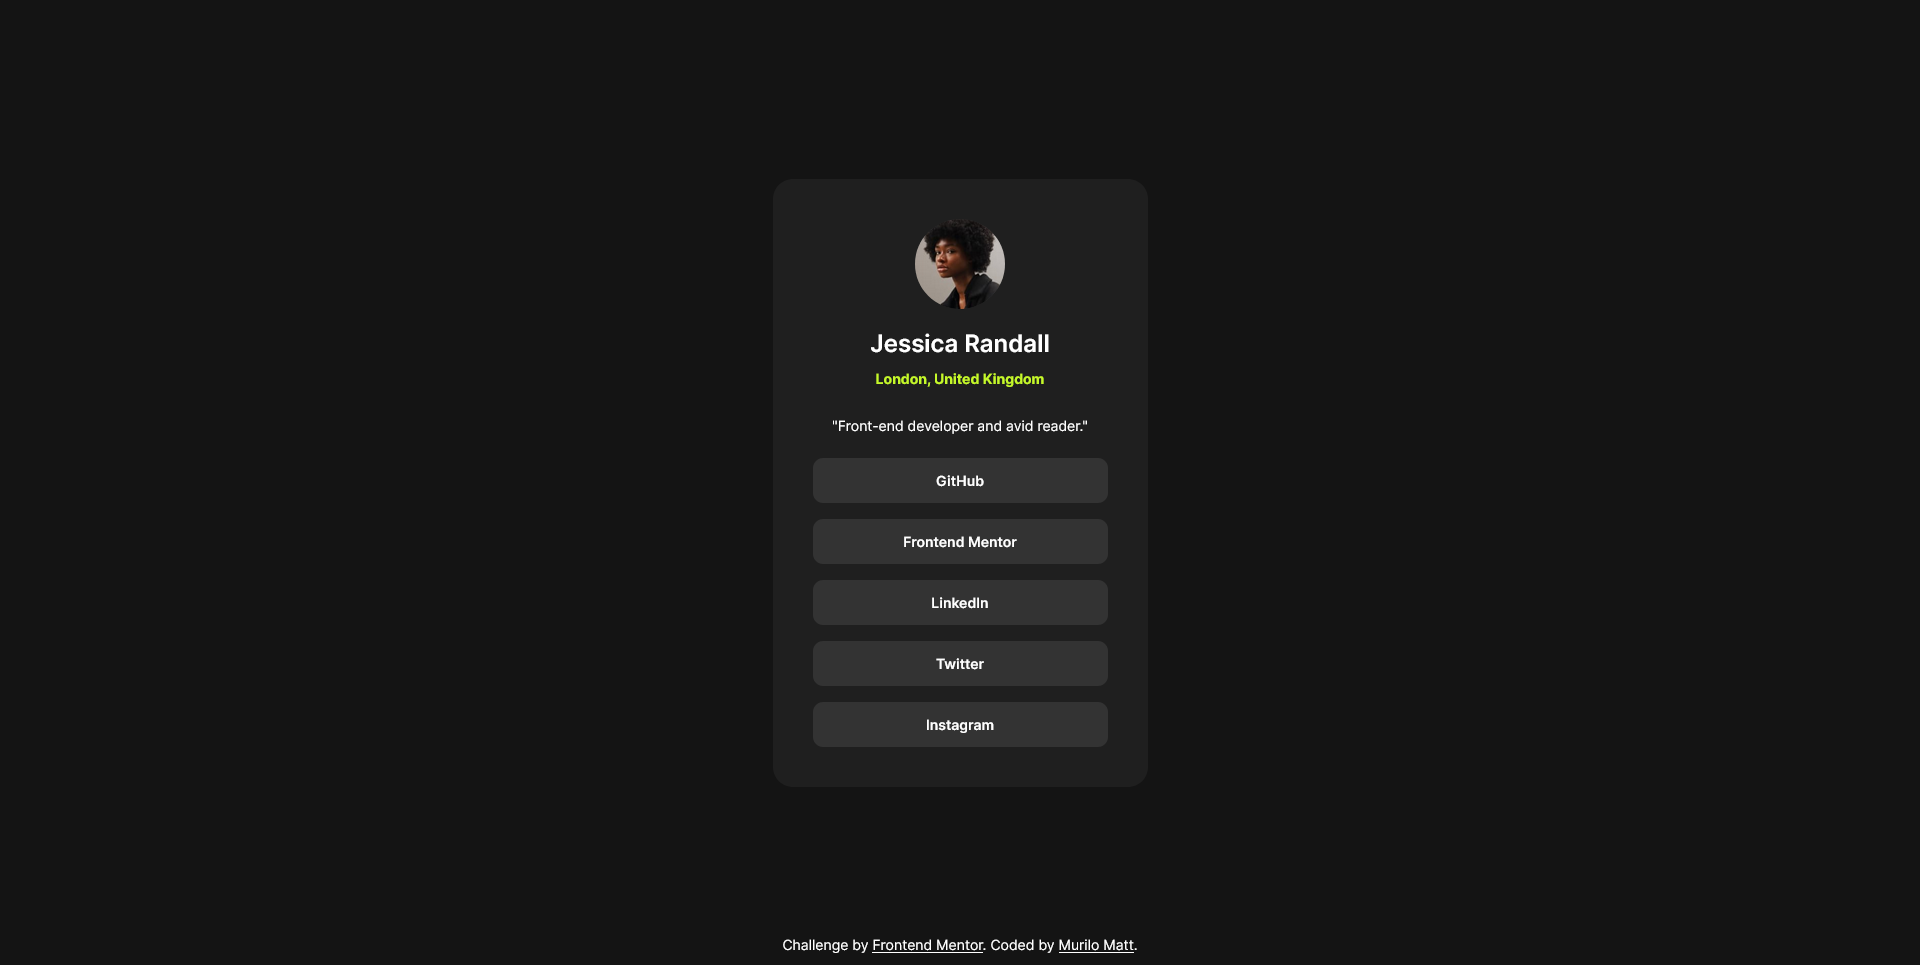 Jessica Randall
London, United Kingdom
"Front-end developer and avid reader."
GitHub
Frontend Mentor
LinkedIn
Twitter
Instagram
Challenge by Frontend Mentor. Coded by Murilo Matt.